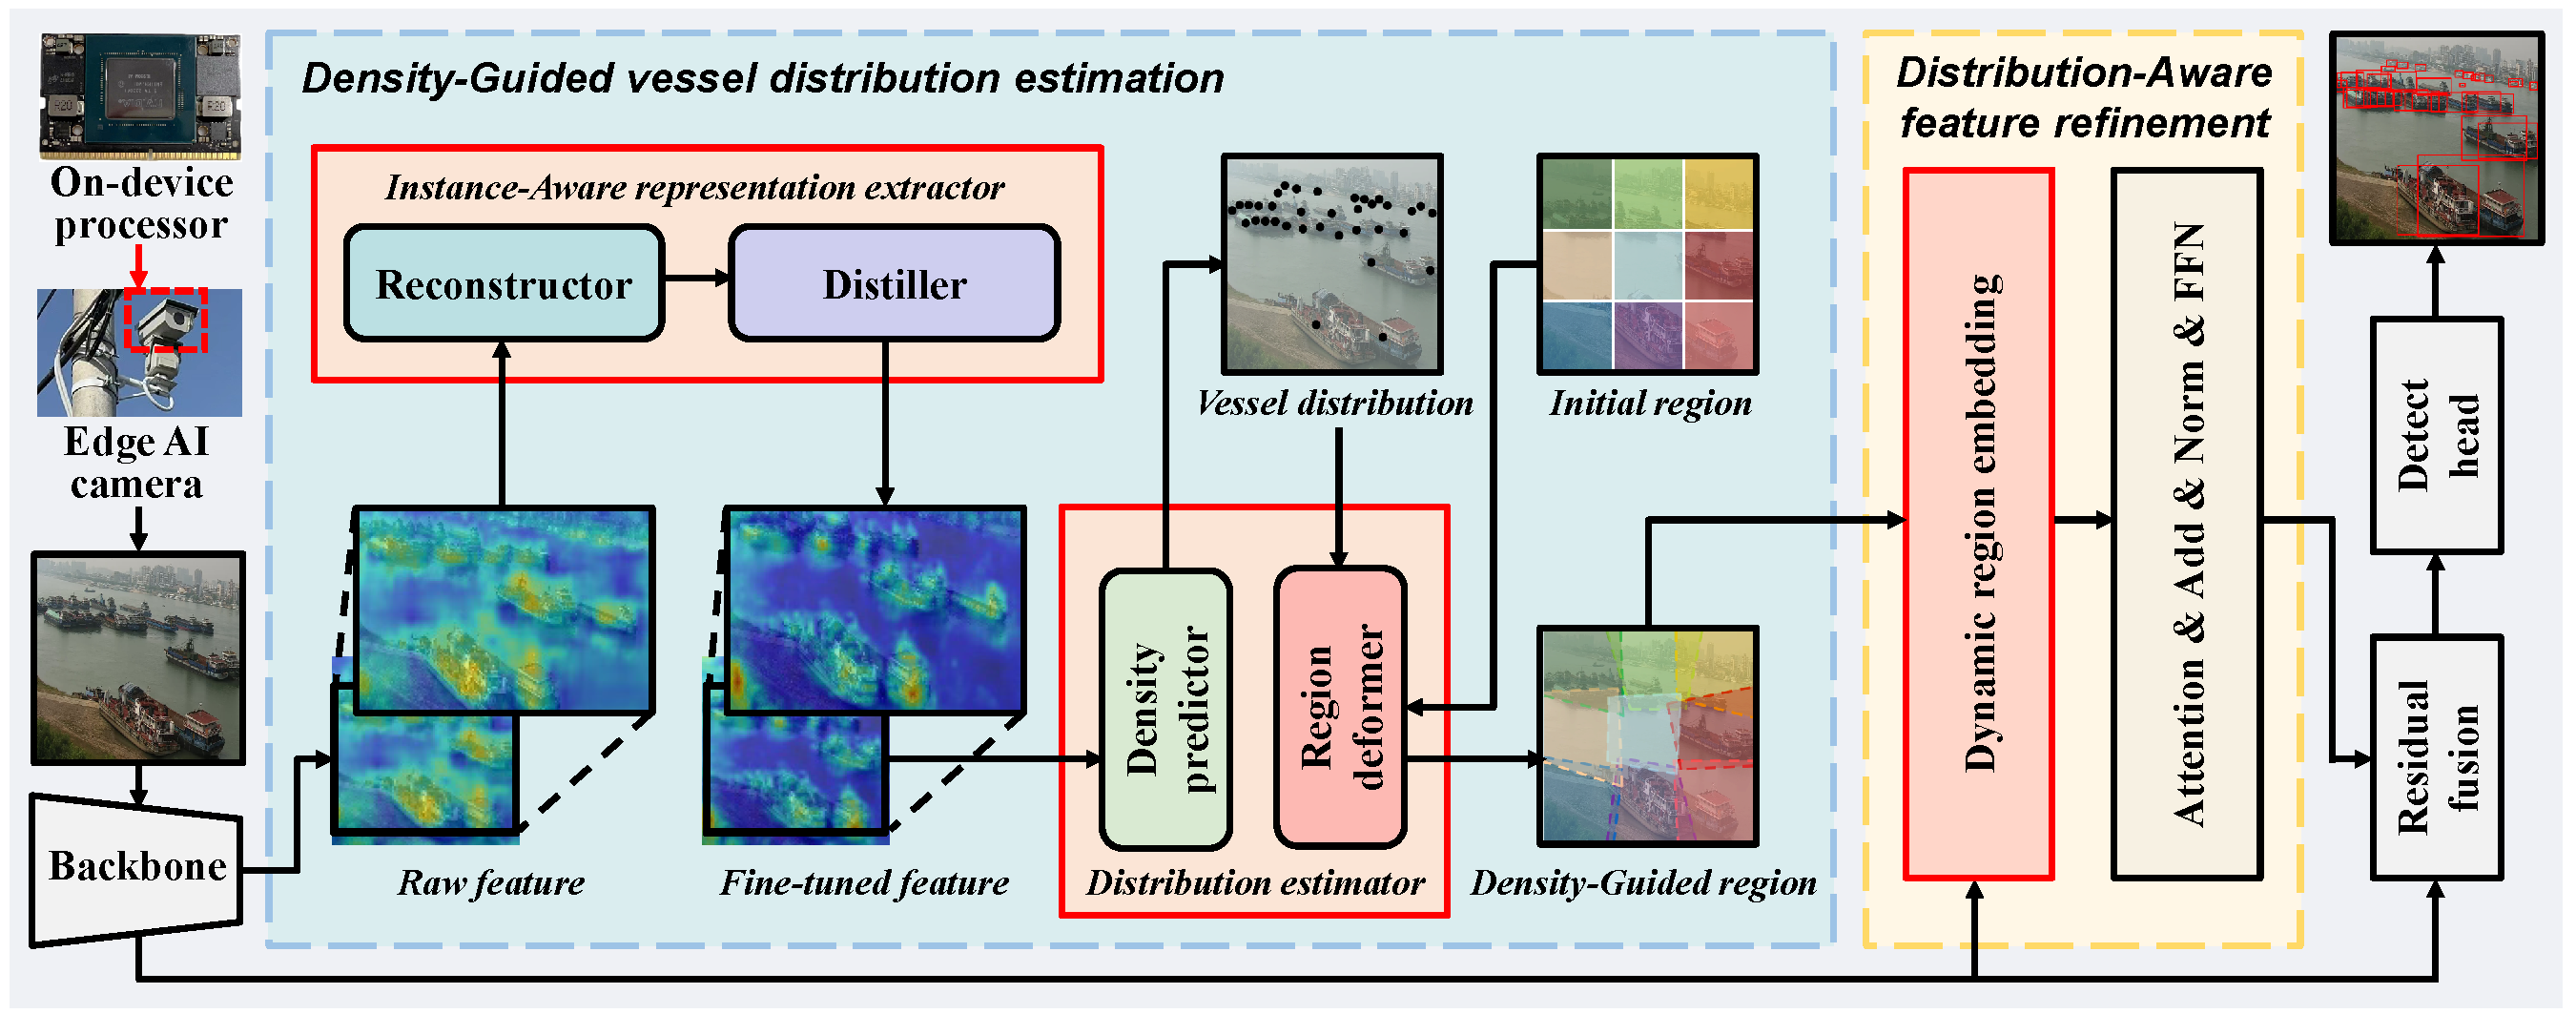 On-device
processor
Edge AI
camera
Backbone
Density-Guided vessel distribution estimation
Instance-Aware representation extractor
Reconstructor
Distiller
Raw feature
Fine-tuned feature
Vessel distribution
Initial region
Density
predictor
Region
deformer
Distribution estimator
Density-Guided region
Distribution-Aware
feature refinement
Dynamic region embedding
Attention & Add & Norm & FFN
Detect
head
Residual
fusion